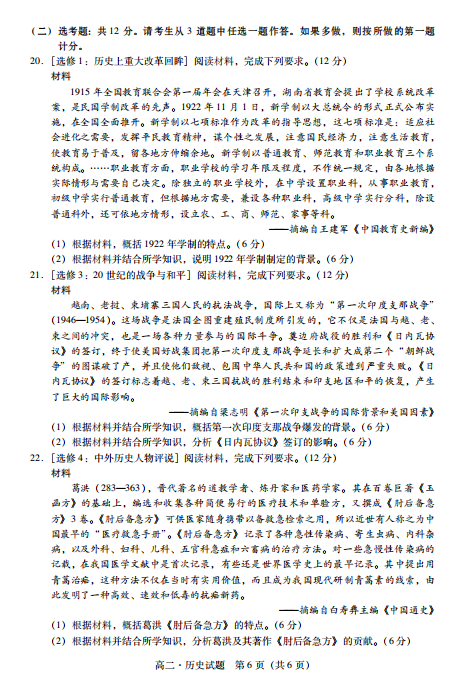 (二) 选考题: 共 12 分。请考生从 3 道题中任选一题作答。如果多做, 则按所做的第一题
计分。
20. [选修 1: 历史上重大改革回眸] 阅读材料, 完成下列要求。(12 分)
材料
1915 年全国教育联合会第一届年会在天津召开, 湖南省教育会提出了学校系统改革
案, 是民国学制改革的先声。1922 年 11 月 1 日, 新学制以大总统令的形式正式公布实
施, 在全国全面推开。新学制以七项标准作为改革的指导思想, 这七项标准是: 适应社
会进化之需要, 发挥平民教育精神, 谋个性之发展, 注意国民经济力, 注意生活教育,
使教育易于普及, 留各地方伸缩余地。新学制以普通教育、师范教育和职业教育三个系
统构成。……职业教育方面, 职业学校的学习年限及程度, 不作统一规定, 由各地根据
实际情形与需要自己决定。除独立的职业学校外, 在中学设置职业科, 从事职业教育,
初级中学实行普通教育, 但根据地方需要, 兼设各种职业科, 高级中学实行分科, 除设
普通科外, 还可依地方情形, 设立农、工、商、师范、家事等科。
——摘编自王建军《中国教育史新编》
(1) 根据材料, 概括 1922 年学制的特点。(6 分)
(2) 根据材料并结合所学知识, 说明 1922 年学制制定的背景。(6 分)
21. [选修 3: 20 世纪的战争与和平] 阅读材料, 完成下列要求。(12 分)
材料
越南、老挝、柬埔寨三国人民的抗法战争, 国际上又称为“第一次印度支那战争”
(1946—1954)。这场战争是法国企图重建殖民制度所引发的, 它不仅是法国与越、老、
柬之间的冲突, 也是一场各种力量参与的国际斗争。奠边府战役的胜利和《日内瓦协
议》的签订, 终于使美国好战集团把第一次印度支那战争延长和扩大成第二个“朝鲜战
争”的图谋破了产, 并且使他们敌视、包围中华人民共和国的政策遭到严重失败。《日
内瓦协议》的签订标志着越、老、柬三国抗战的胜利结束和印支地区和平的恢复, 产生
了巨大的国际影响。
——摘编自梁志明《第一次印支战争的国际背景和美国因素》
(1) 根据材料并结合所学知识, 概括第一次印度支那战争爆发的背景。(6 分)
(2) 根据材料并结合所学知识, 分析《日内瓦协议》签订的影响。(6 分)
22. [选修 4: 中外历史人物评说] 阅读材料, 完成下列要求。(12 分)
材料
葛洪 (283—363), 晋代著名的道教学者、炼丹家和医药学家。其在百卷巨著《玉
函方》的基础上, 编选和收集各种简便易行的医疗技术和单验方, 又撰成《肘后备急
方》3 卷。《肘后备急方》可供医家随身携带以备救急检索之用, 所以近世有人称之为中
国最早的“医疗救急手册”。《肘后备急方》记录了各种急性传染病、寄生虫病、内科杂
病, 以及外科、妇科、儿科、五官科急症和六畜病的治疗方法。对一些急慢性传染病的
记载, 在我国医学文献中是首次记录, 有些还是世界医学史上的最早记录。其中提出用
青蒿治疟, 这种方法不仅在当时有实用价值, 而且成为我国现代研制青蒿素的线索, 由
此发明了一种高效、速效和低毒的抗疟新药。
——摘编自白寿彝主编《中国通史》
(1) 根据材料, 概括葛洪《肘后备急方》的特点。(6 分)
(2) 根据材料并结合所学知识, 分析葛洪及其著作《肘后备急方》的贡献。(6 分)
高二·历史试题 第 6 页 (共 6 页)